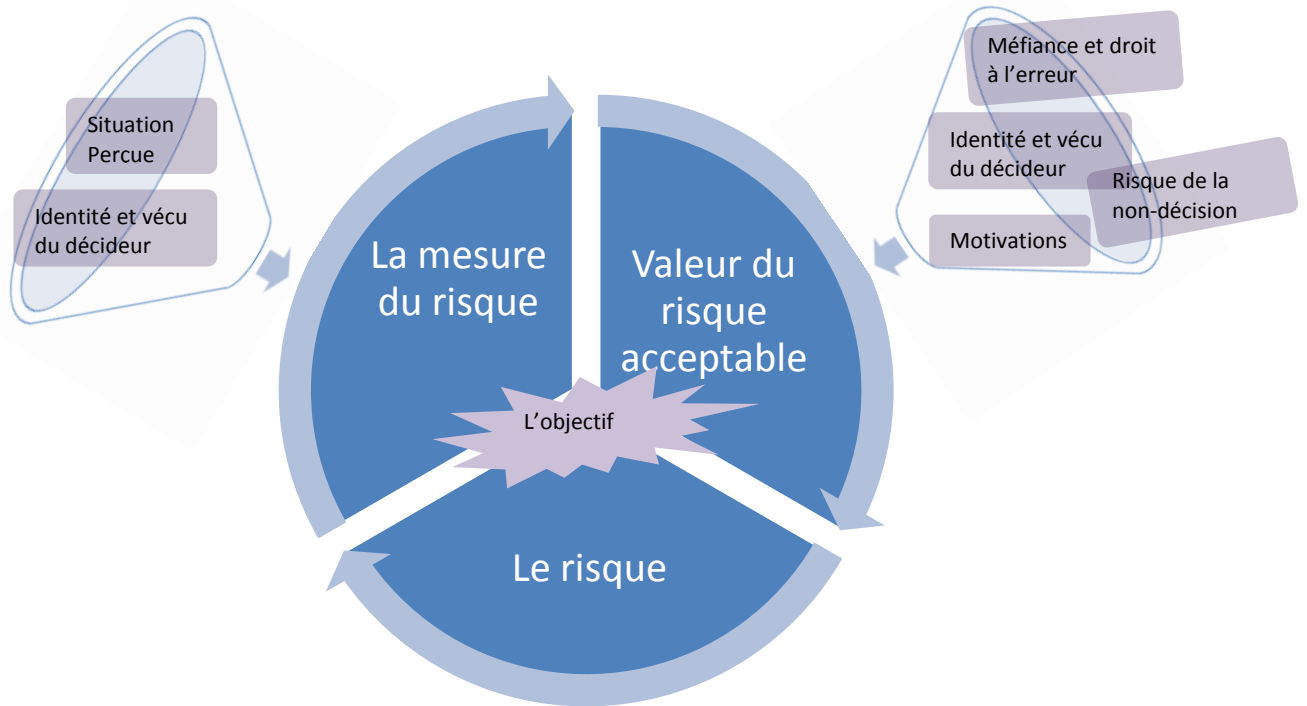 Situation
Percue
Identité et vécu
du décideur
La mesure
du risque
Valeur du
risque
acceptable
L'objectif
Le risque
Méfiance et droit
à l'erreur
Identité et vécu
du décideur
Risque de la
non-décision
Motivations